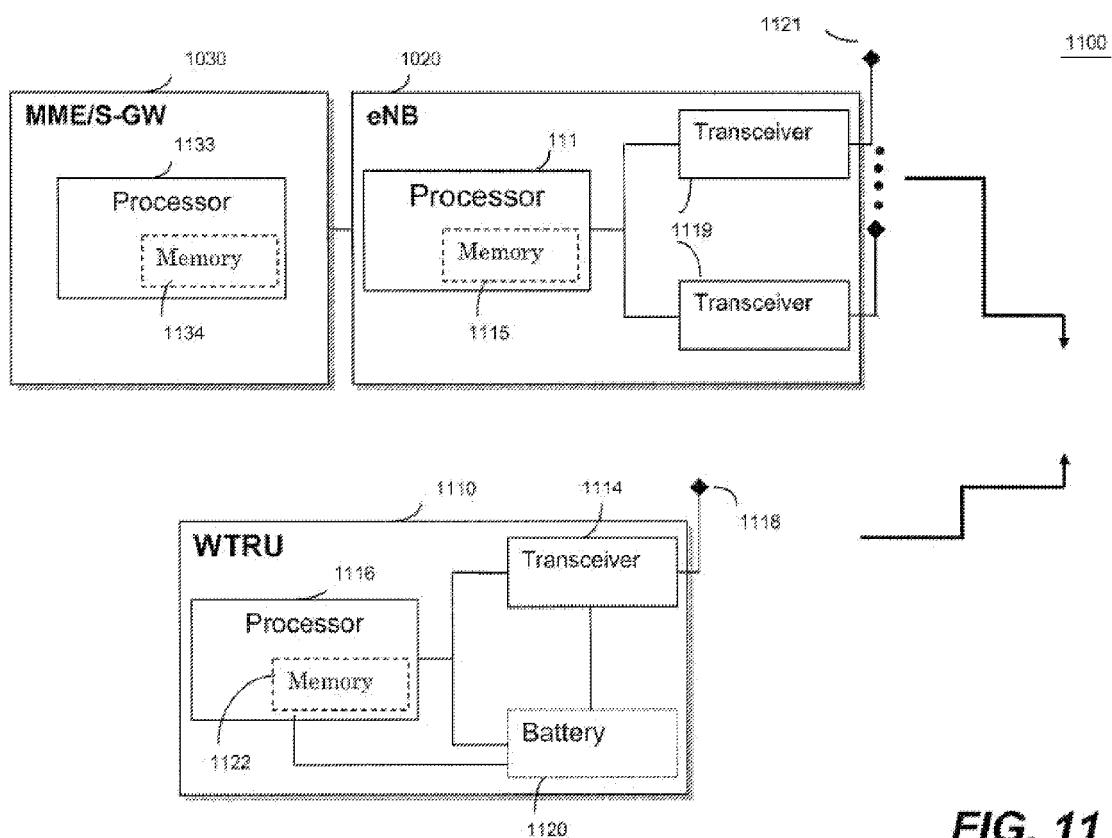 1121
1100
1030
1020
MME/S-GW
eNB
1133
111
Transceiver
Processor
Processor
Memory
Memory
1119
1134
1115
Transceiver
1110
1114
1118
WTRU
Transceiver
1116
Processor
Memory
Battery
1122
1120
FIG. 11